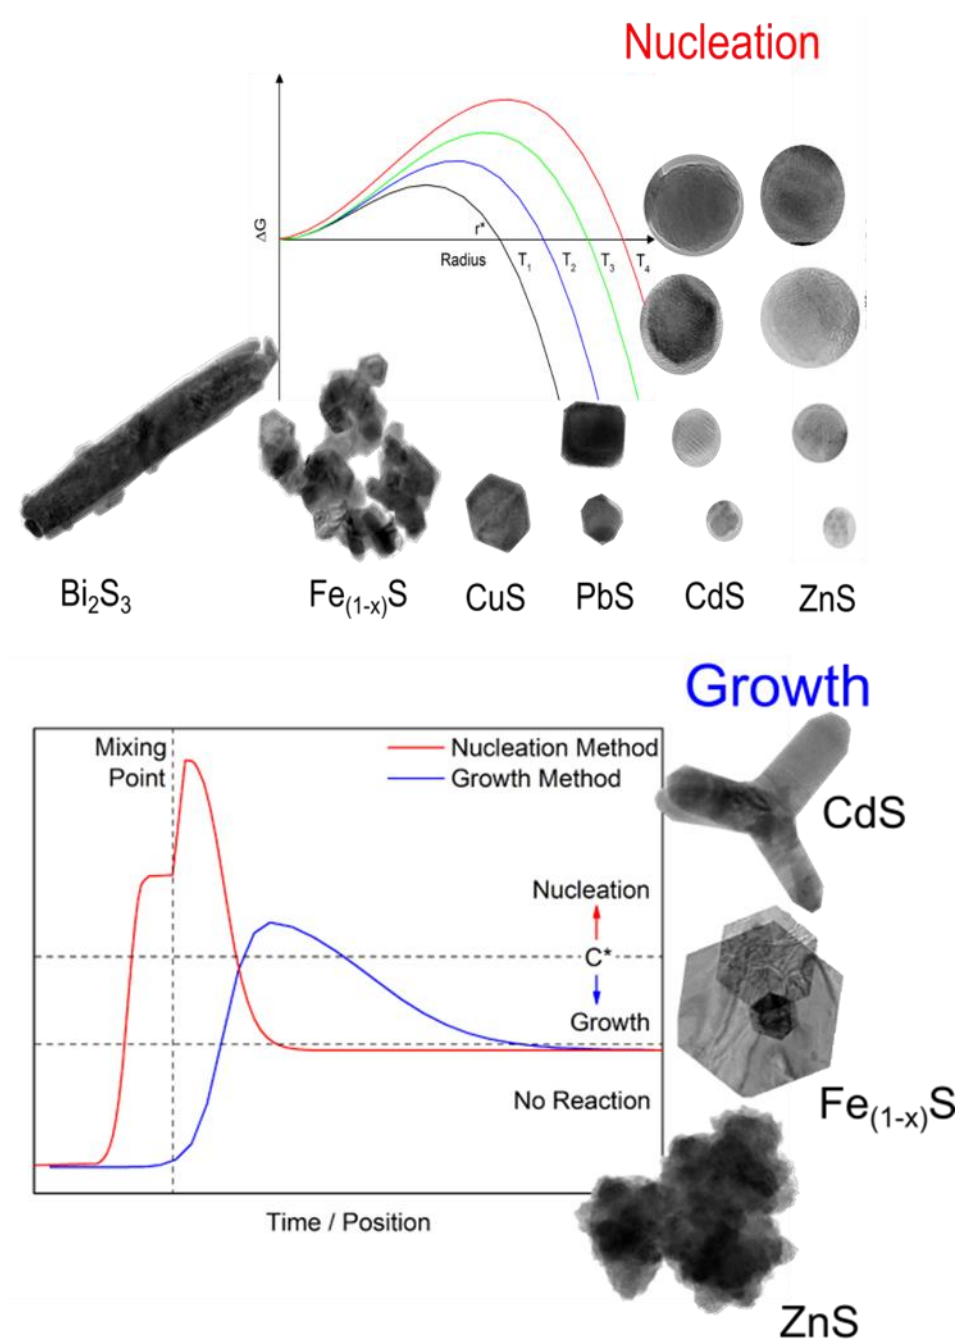 Nucleation
ΔG
r*
Radius
T₁
T₂
T₃
T₄
Bi₂S₃
Fe₍₁₋ₓ₎S
CuS
PbS
CdS
ZnS
Growth
Mixing
Point
Nucleation Method
Growth Method
CdS
Nucleation
C*
Growth
No Reaction
Fe₍₁₋ₓ₎S
Time / Position
ZnS